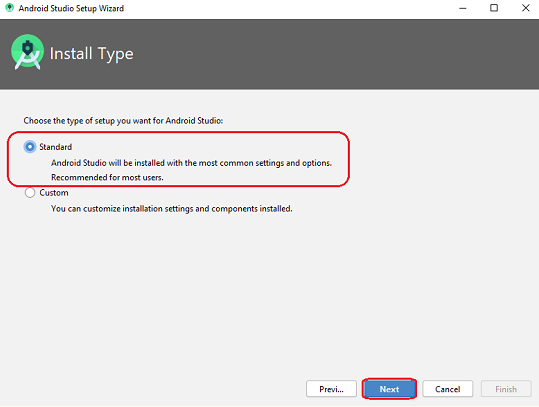 Android Studio Setup Wizard
Install Type
Choose the type of setup you want for Android Studio:
Standard
Android Studio will be installed with the most common settings and options.
Recommended for most users.
Custom
You can customize installation settings and components installed.
Previ... Next Cancel Finish